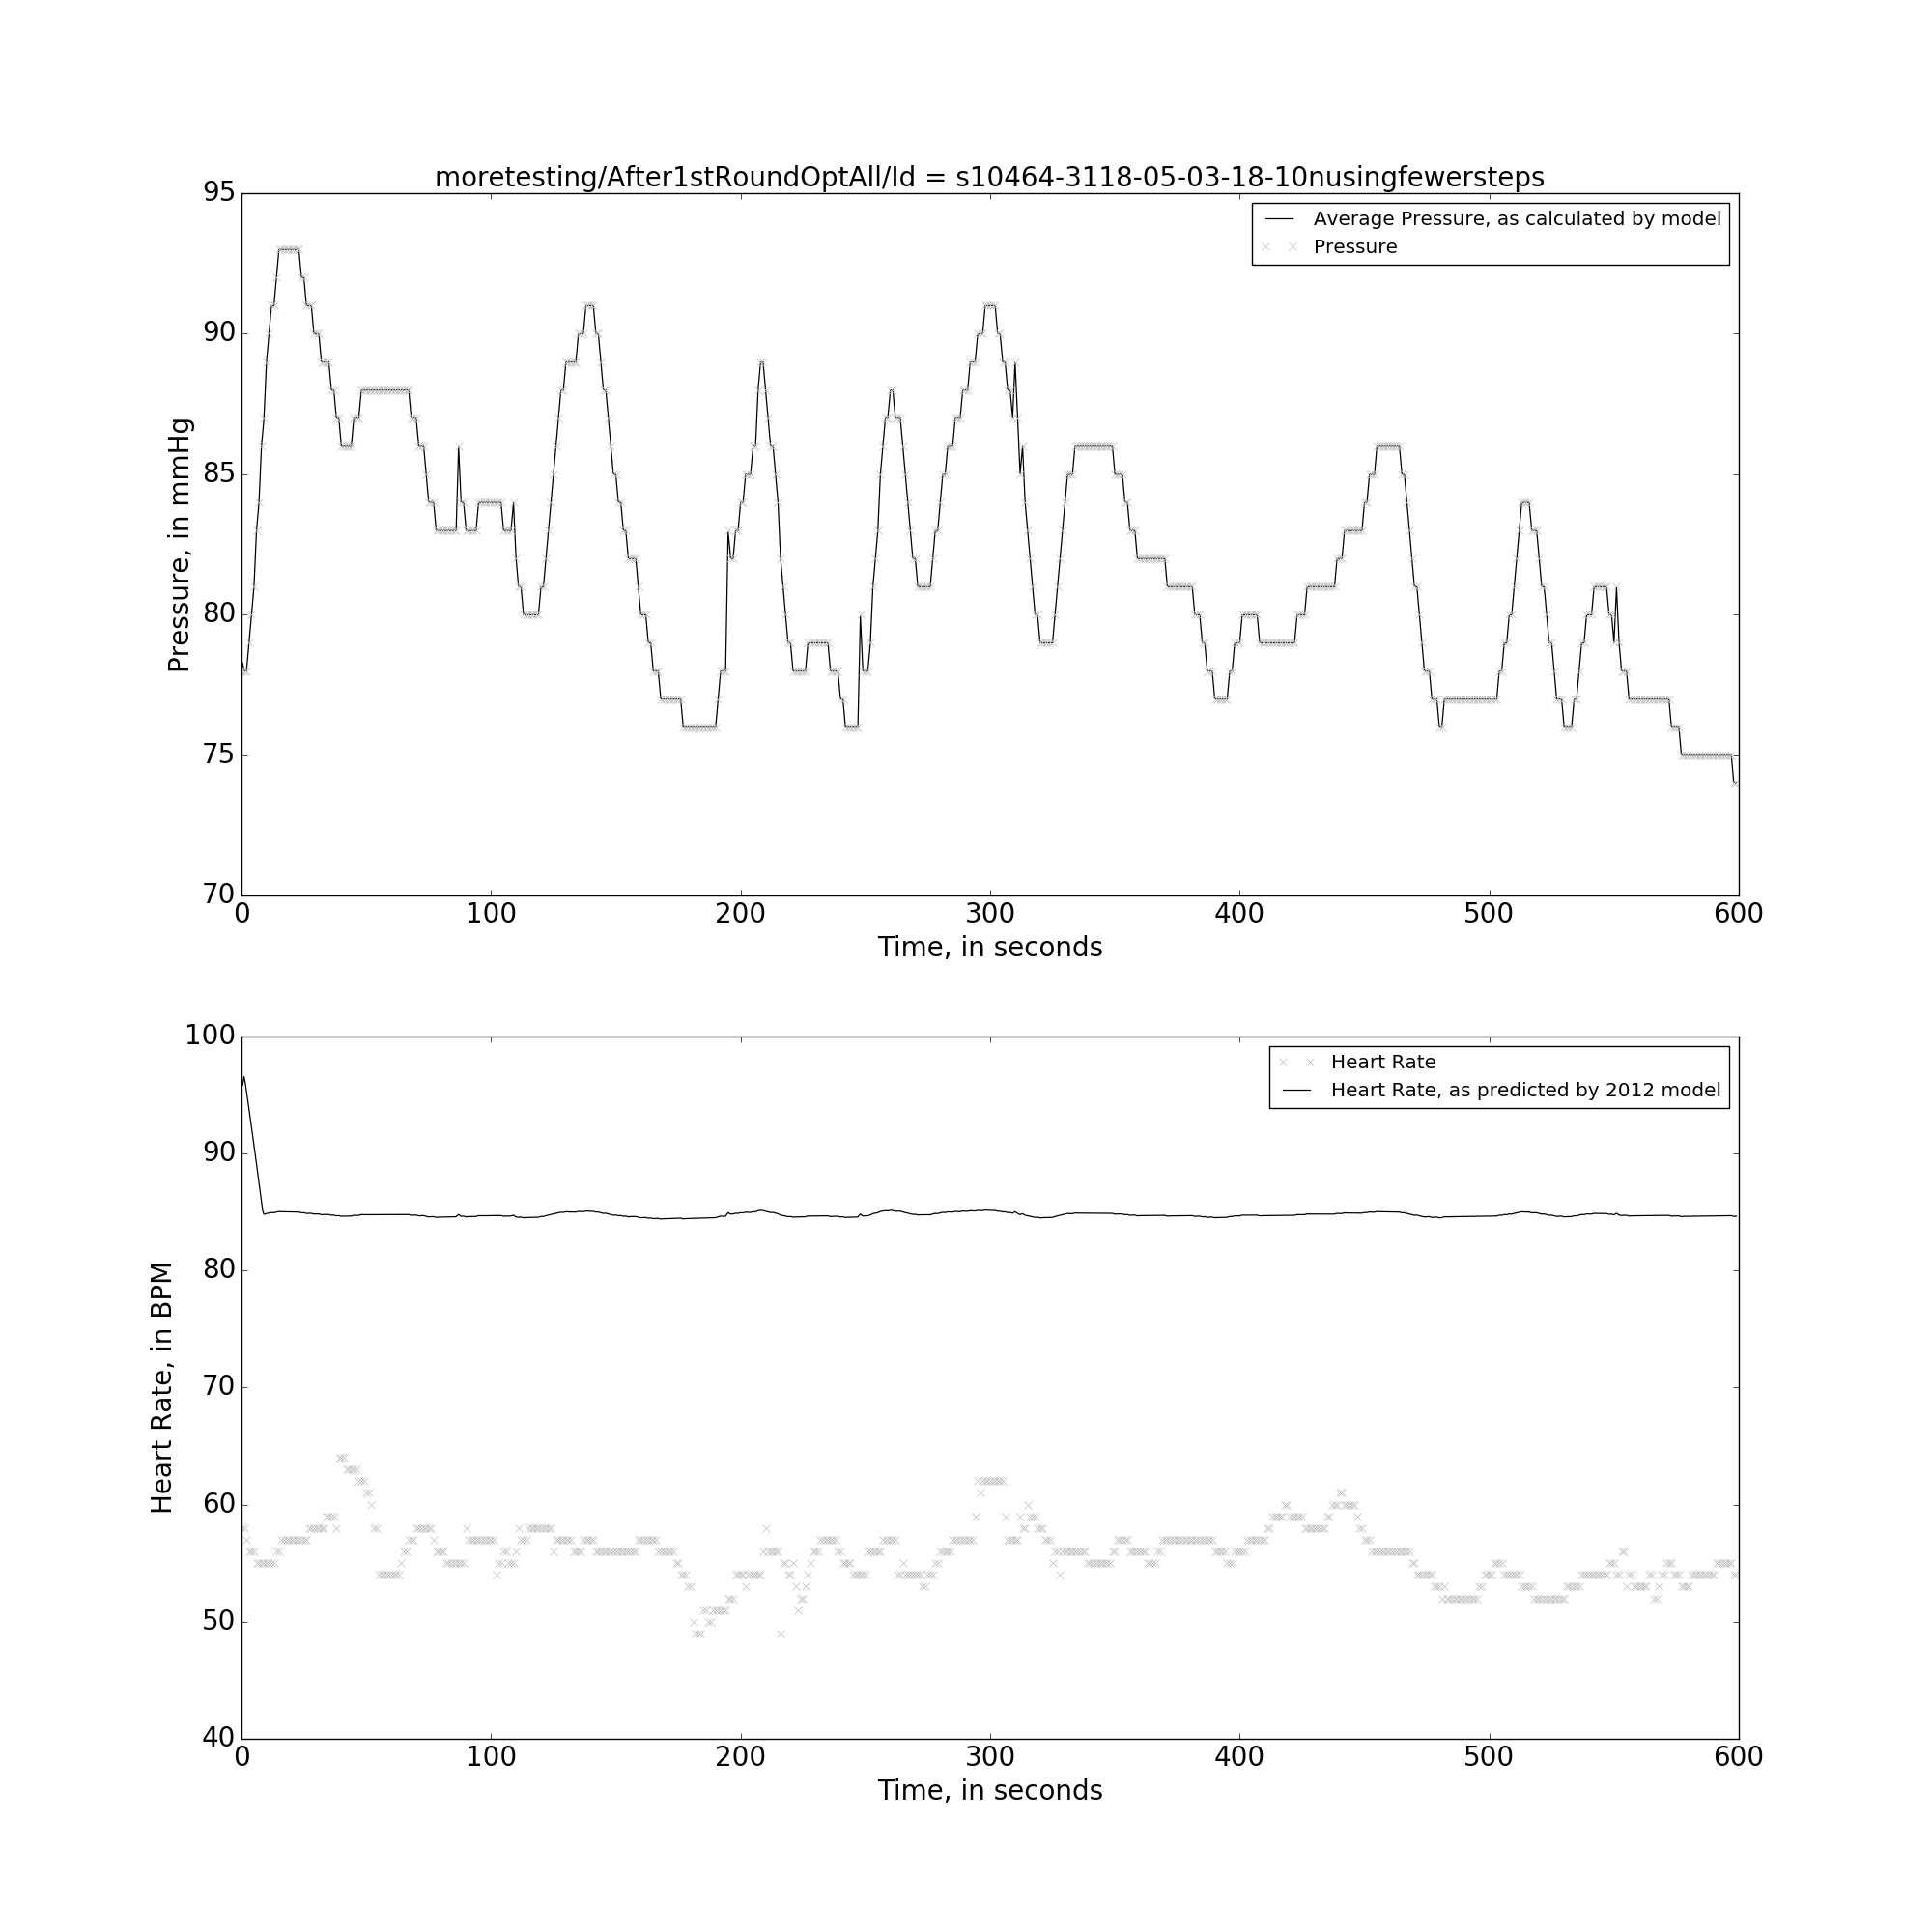 moretesting/After1stRoundOptAll/Id = s10464-3118-05-03-18-10nusingfewersteps
95
90
85
80
75
70
Pressure, in mmHg
Average Pressure, as calculated by model
Pressure
0 100 200 300 400 500 600
Time, in seconds
100
90
80
70
60
50
40
Heart Rate, in BPM
Heart Rate
Heart Rate, as predicted by 2012 model
0 100 200 300 400 500 600
Time, in seconds